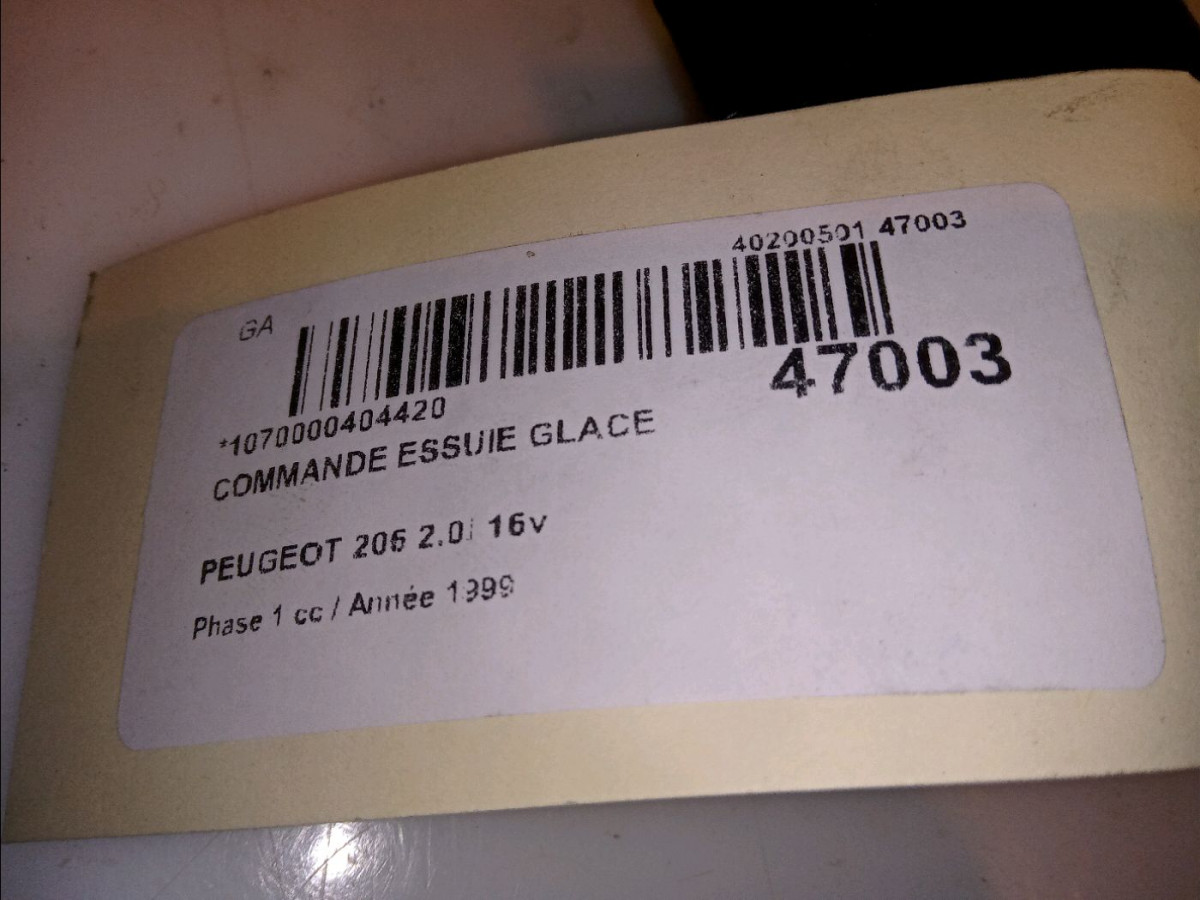 40200501 47003
GA
47003
*1070000404420
COMMANDE ESSUIE GLACE
PEUGEOT 206 2.0i 16v
Phase 1 cc / Année 1999